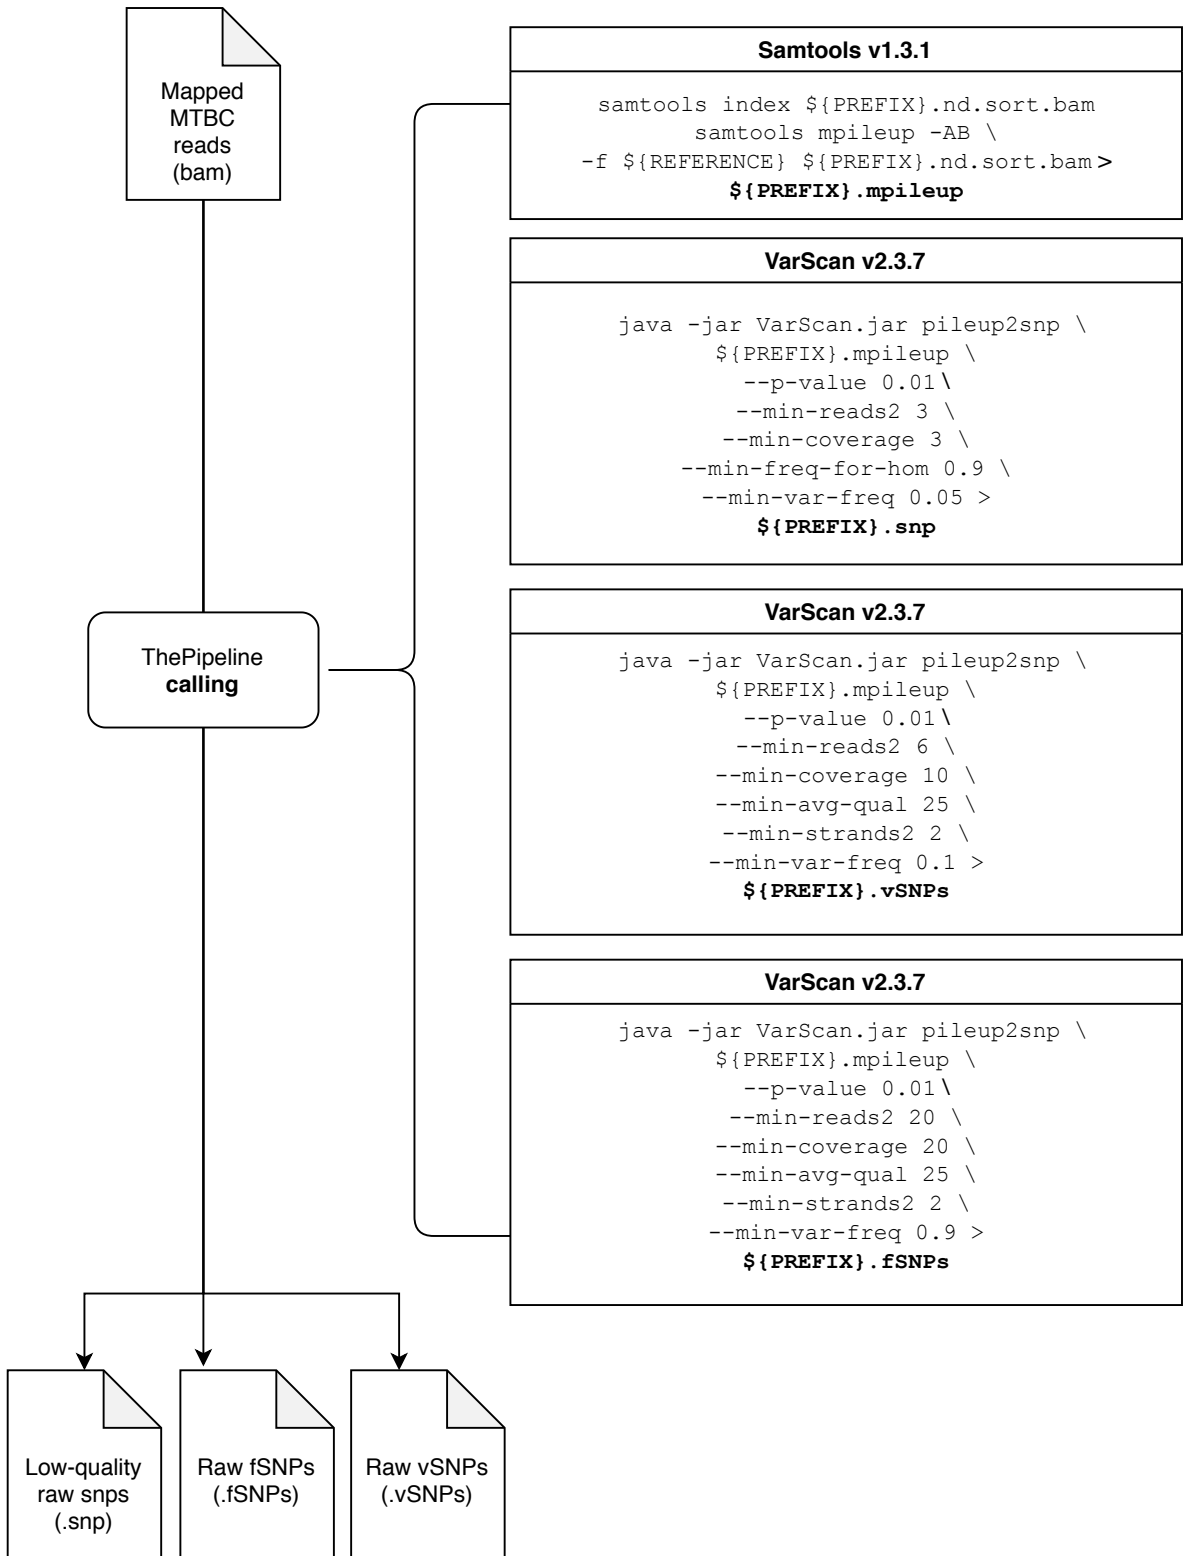 Mapped
MTBC
reads
(bam)
Samtools v1.3.1
samtools index ${PREFIX}.nd.sort.bam
samtools mpileup -AB \
-f ${REFERENCE} ${PREFIX}.nd.sort.bam >
${PREFIX}.mpileup
VarScan v2.3.7
java -jar VarScan.jar pileup2snp \
${PREFIX}.mpileup \
--p-value 0.01 \
--min-reads2 3 \
--min-coverage 3 \
--min-freq-for-hom 0.9 \
--min-var-freq 0.05 >
${PREFIX}.snp
ThePipeline
calling
VarScan v2.3.7
java -jar VarScan.jar pileup2snp \
${PREFIX}.mpileup \
--p-value 0.01 \
--min-reads2 6 \
--min-coverage 10 \
--min-avg-qual 25 \
--min-strands2 2 \
--min-var-freq 0.1 >
${PREFIX}.vSNPs
VarScan v2.3.7
java -jar VarScan.jar pileup2snp \
${PREFIX}.mpileup \
--p-value 0.01 \
--min-reads2 20 \
--min-coverage 20 \
--min-avg-qual 25 \
--min-strands2 2 \
--min-var-freq 0.9 >
${PREFIX}.fSNPs
Low-quality
raw snps
(.snp)
Raw fSNPs
(.fSNPs)
Raw vSNPs
(.vSNPs)